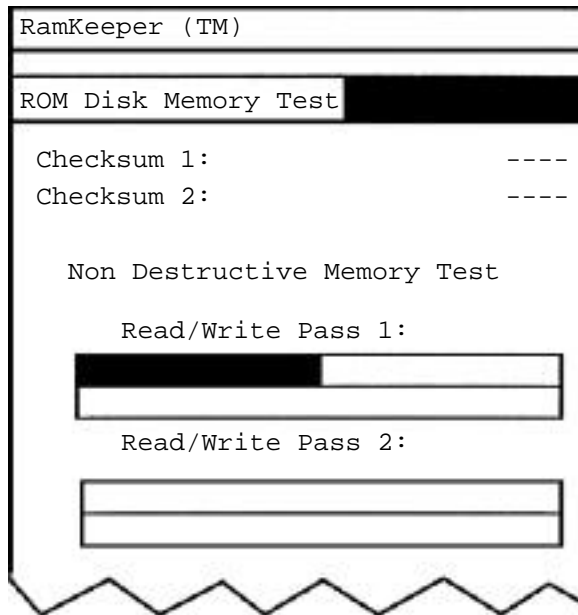 RamKeeper (TM)
ROM Disk Memory Test
Checksum 1: ----
Checksum 2: ----
Non Destructive Memory Test
Read/Write Pass 1:
Read/Write Pass 2: